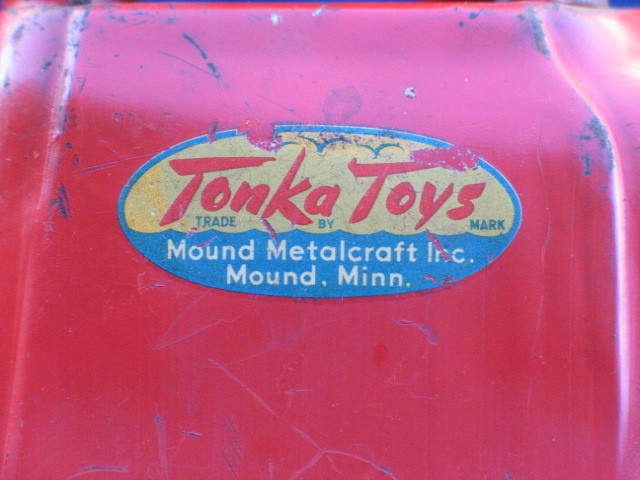 Tonka Toys
TRADE BY MARK
Mound Metalcraft Inc.
Mound, Minn.